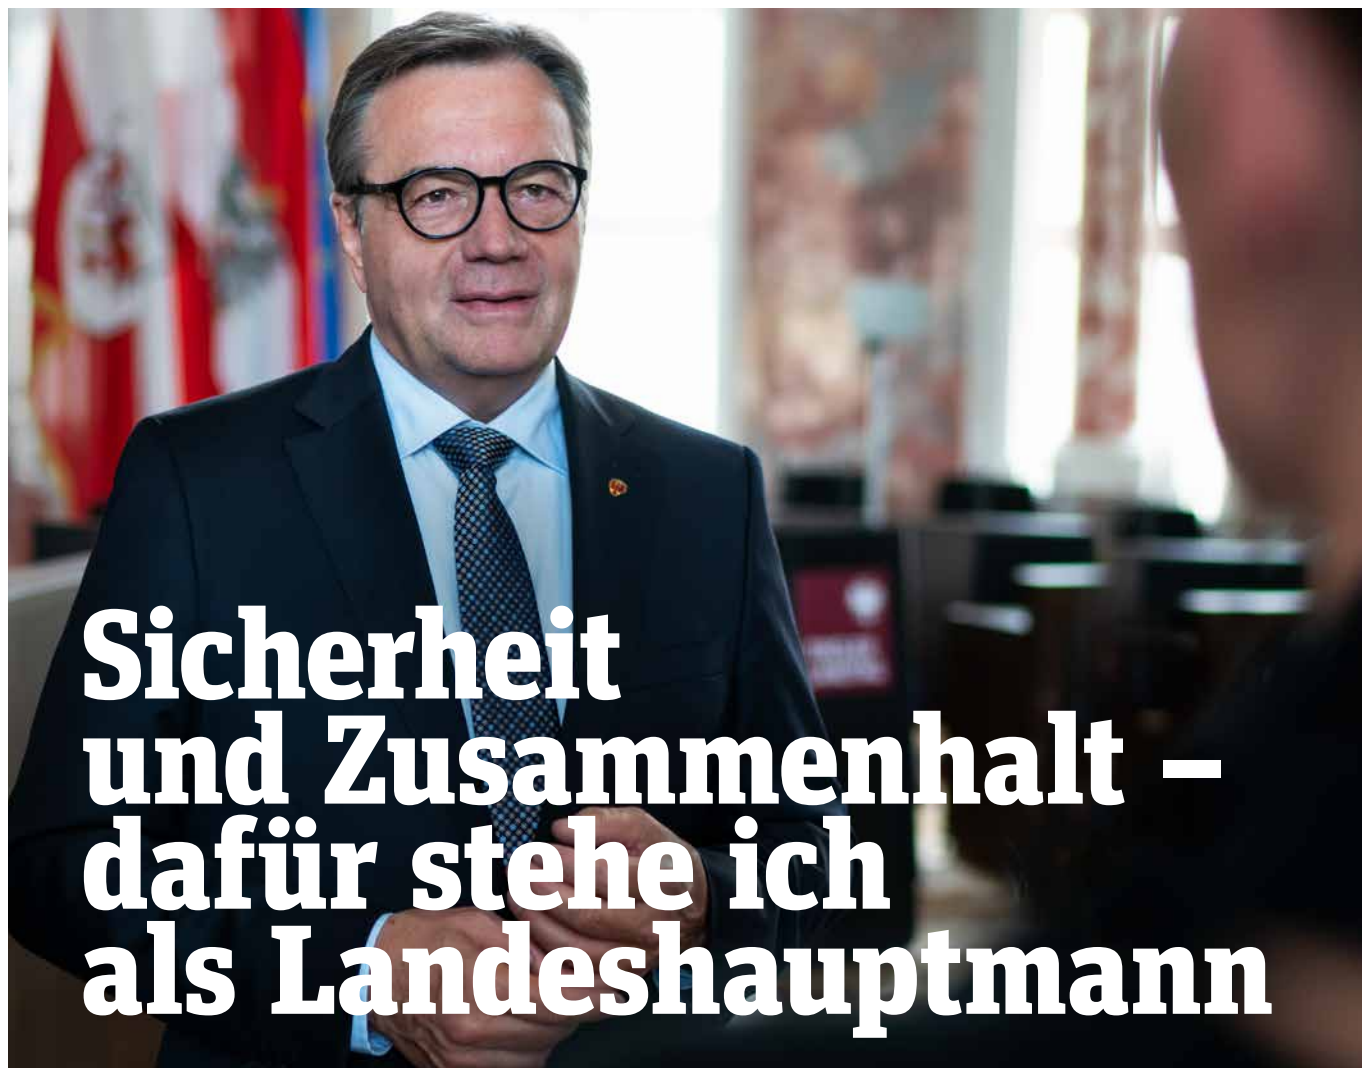 Sicherheit
und Zusammenhalt –
dafür stehe ich
als Landeshauptmann